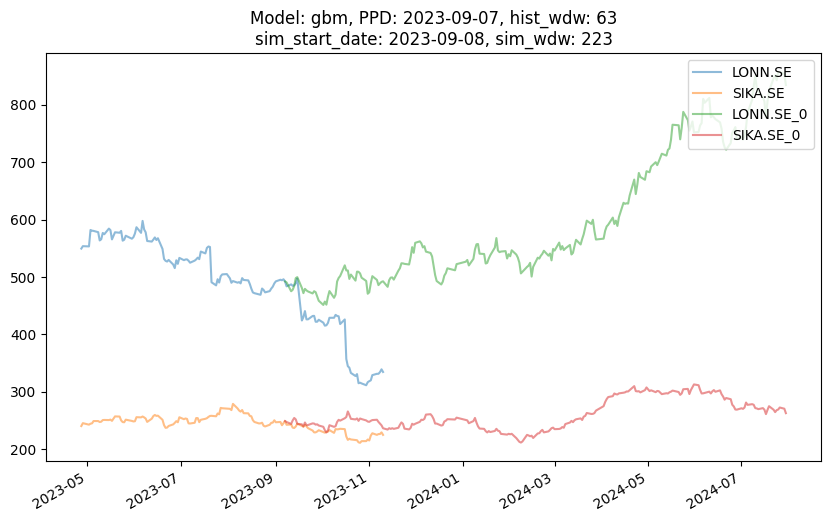 Model: gbm, PPD: 2023-09-07, hist_wdw: 63
sim_start_date: 2023-09-08, sim_wdw: 223
LONN.SE
SIKA.SE
LONN.SE_0
SIKA.SE_0
800
700
600
500
400
300
200
2023-05
2023-07
2023-09
2023-11
2024-01
2024-03
2024-05
2024-07